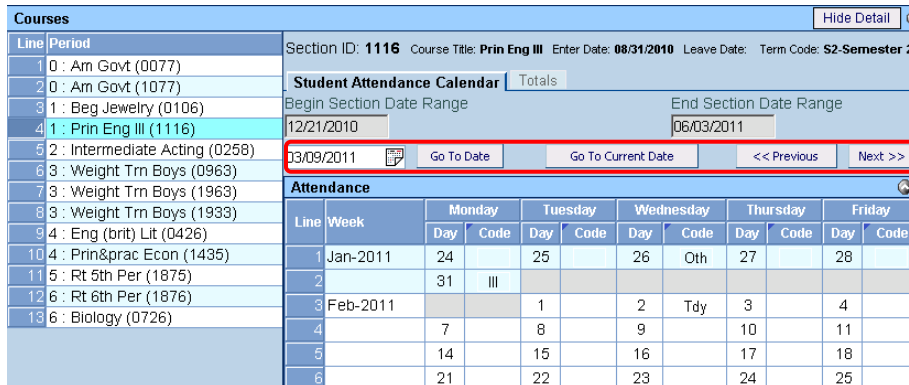 Courses
Hide Detail
Line Period
1 0 : Am Govt (0077)
2 0 : Am Govt (1077)
3 1 : Beg Jewelry (0106)
4 1 : Prin Eng III (1116)
5 2 : Intermediate Acting (0258)
6 3 : Weight Trn Boys (0963)
7 3 : Weight Trn Boys (1963)
8 3 : Weight Trn Boys (1933)
9 4 : Eng (brit) Lit (0426)
10 4 : Prin&prac Econ (1435)
11 5 : Rt 5th Per (1875)
12 6 : Rt 6th Per (1876)
13 6 : Biology (0726)
Section ID: 1116 Course Title: Prin Eng III Enter Date: 08/31/2010 Leave Date: Term Code: S2-Semester 2
Student Attendance Calendar Totals
Begin Section Date Range End Section Date Range
12/21/2010 06/03/2011
03/09/2011 Go To Date Go To Current Date << Previous Next >>
Attendance
Line Week Monday Tuesday Wednesday Thursday Friday
Day Code Day Code Day Code Day Code Day Code
1 Jan-2011 24 25 26 Oth 27 28
2 31 Ill
3 Feb-2011 1 2 Tdy 3 4
4 7 8 9 10 11
5 14 15 16 17 18
6 21 22 23 24 25